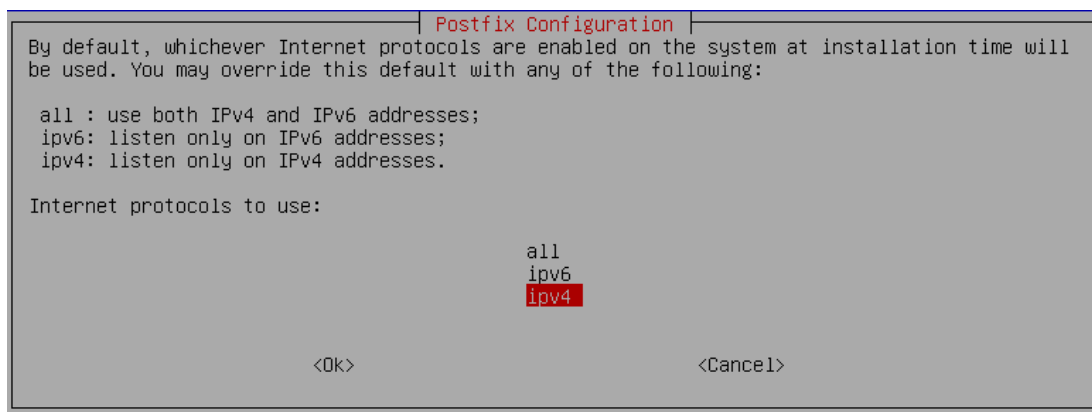 Postfix Configuration
By default, whichever Internet protocols are enabled on the system at installation time will
be used. You may override this default with any of the following:
all : use both IPv4 and IPv6 addresses;
ipv6: listen only on IPv6 addresses;
ipv4: listen only on IPv4 addresses.
Internet protocols to use:
all
ipv6
ipv4
<Ok> <Cancel>